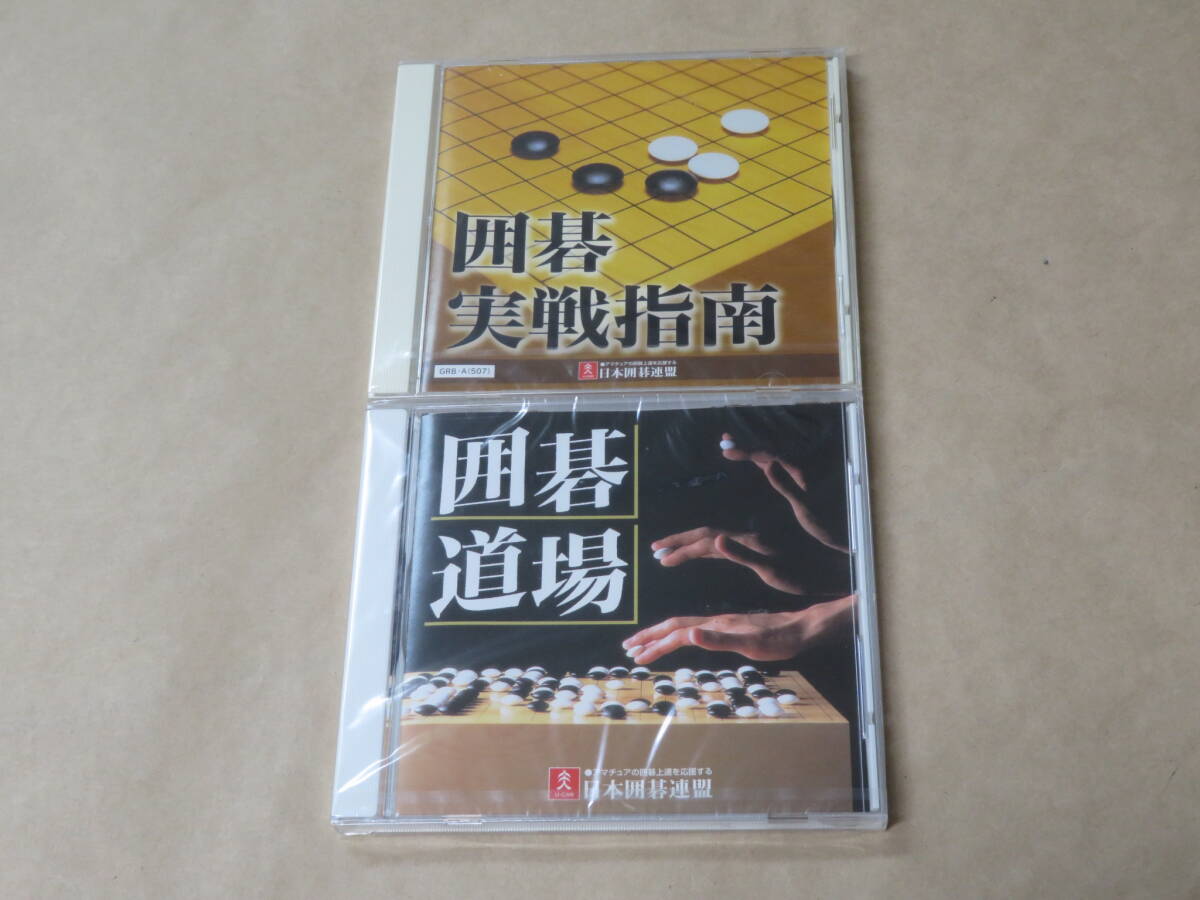 囲碁
実戦指南
GRB-A(507)
●アマチュアの囲碁上達を応援する
日本囲碁連盟
囲碁
道場
●アマチュアの囲碁上達を応援する
U-CAN
日本囲碁連盟